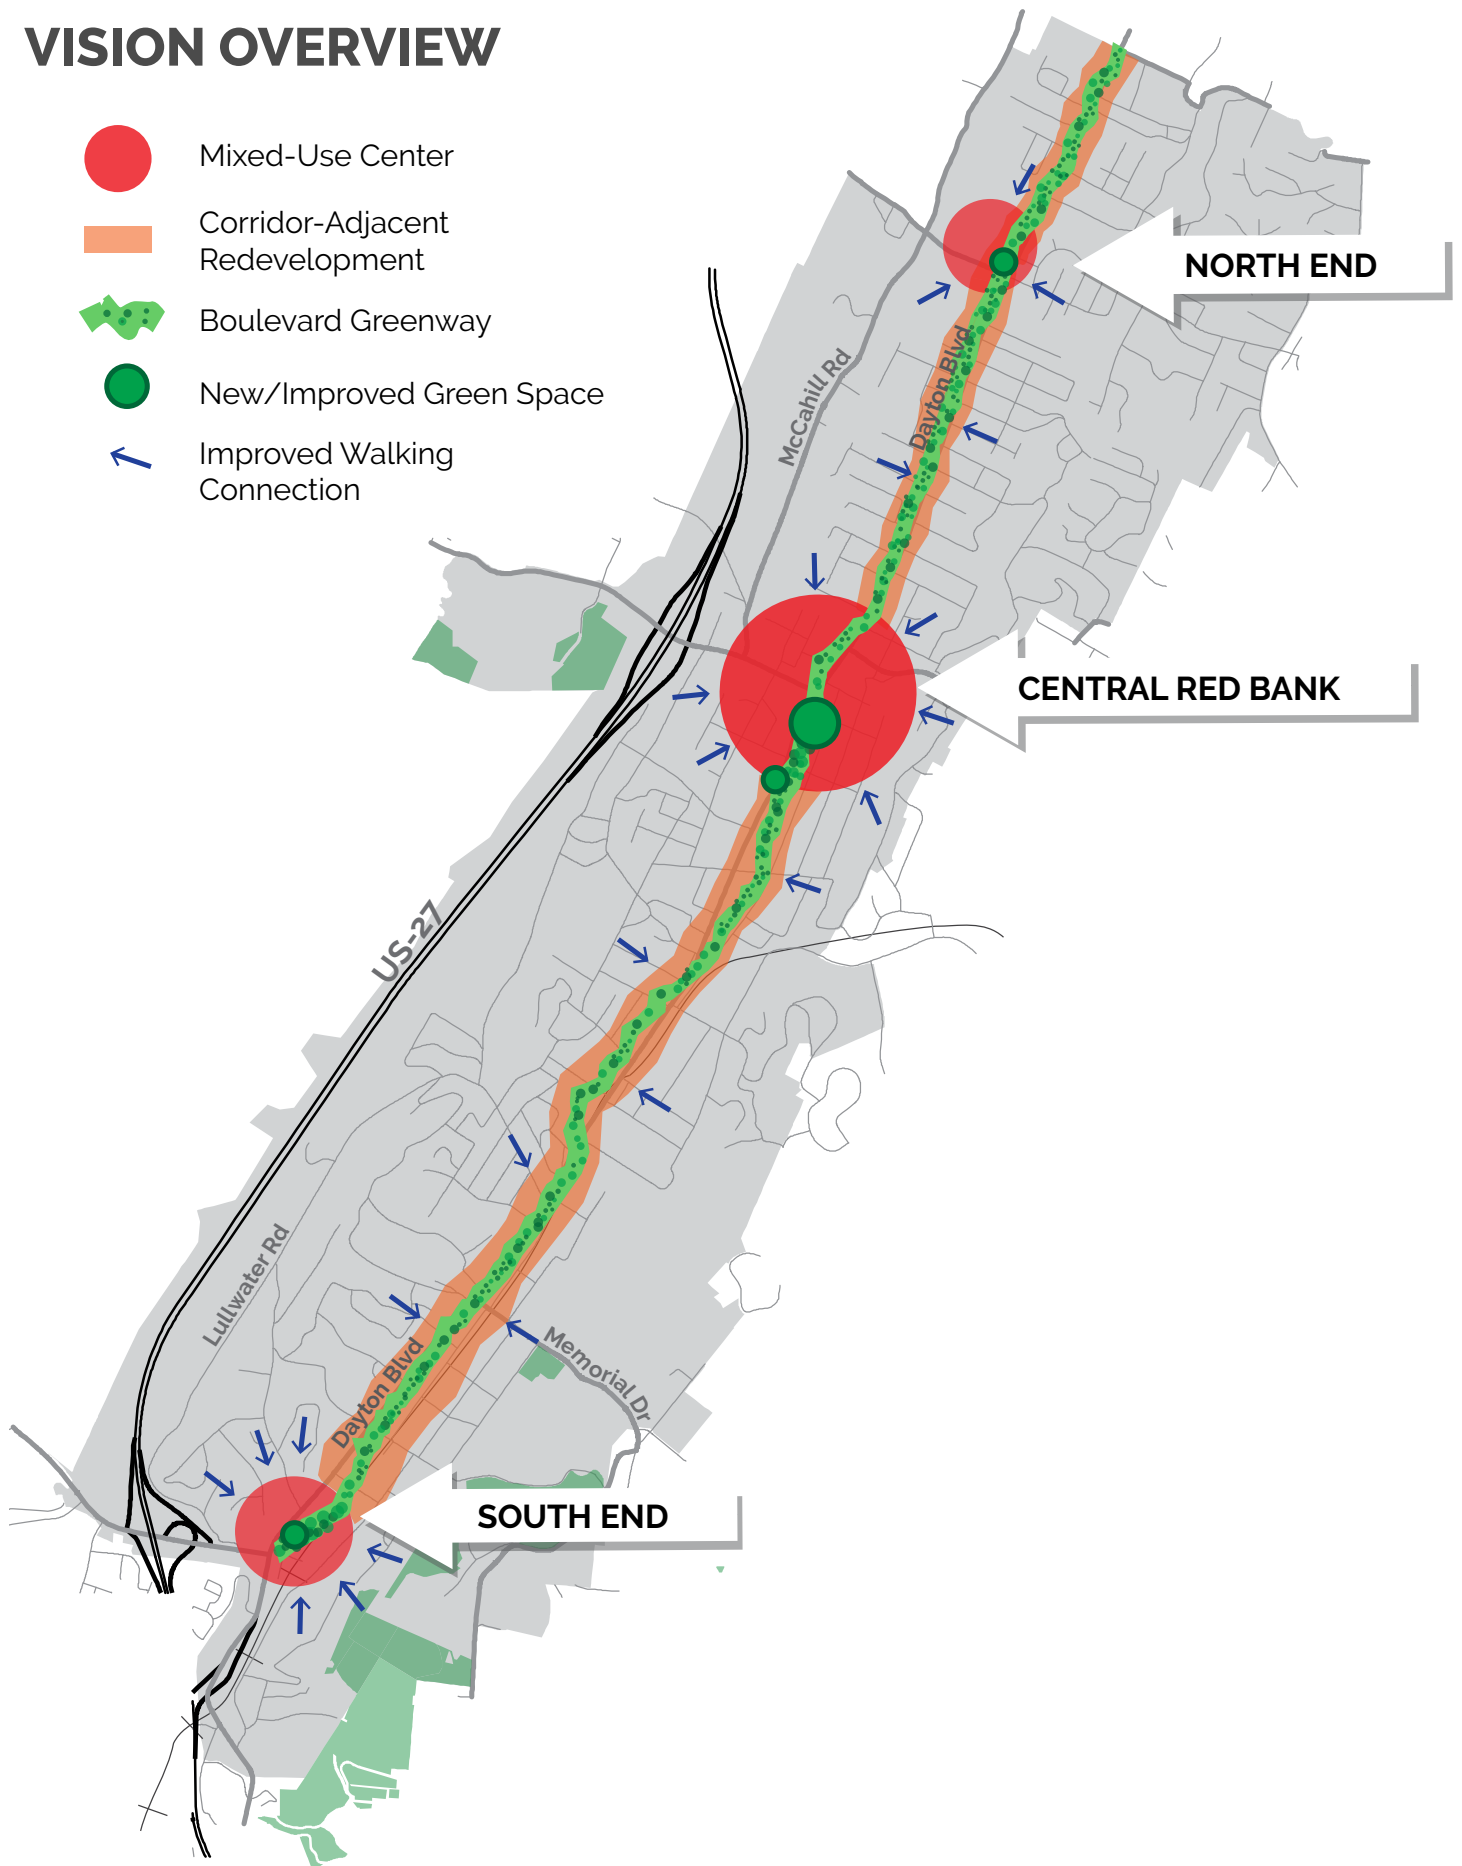 VISION OVERVIEW
Mixed-Use Center
Corridor-Adjacent
Redevelopment
Boulevard Greenway
New/Improved Green Space
Improved Walking
Connection
NORTH END
Dayton Blvd
McCahill Rd
CENTRAL RED BANK
US-27
Lullwater Rd
Memorial Dr
Dayton Blvd
SOUTH END